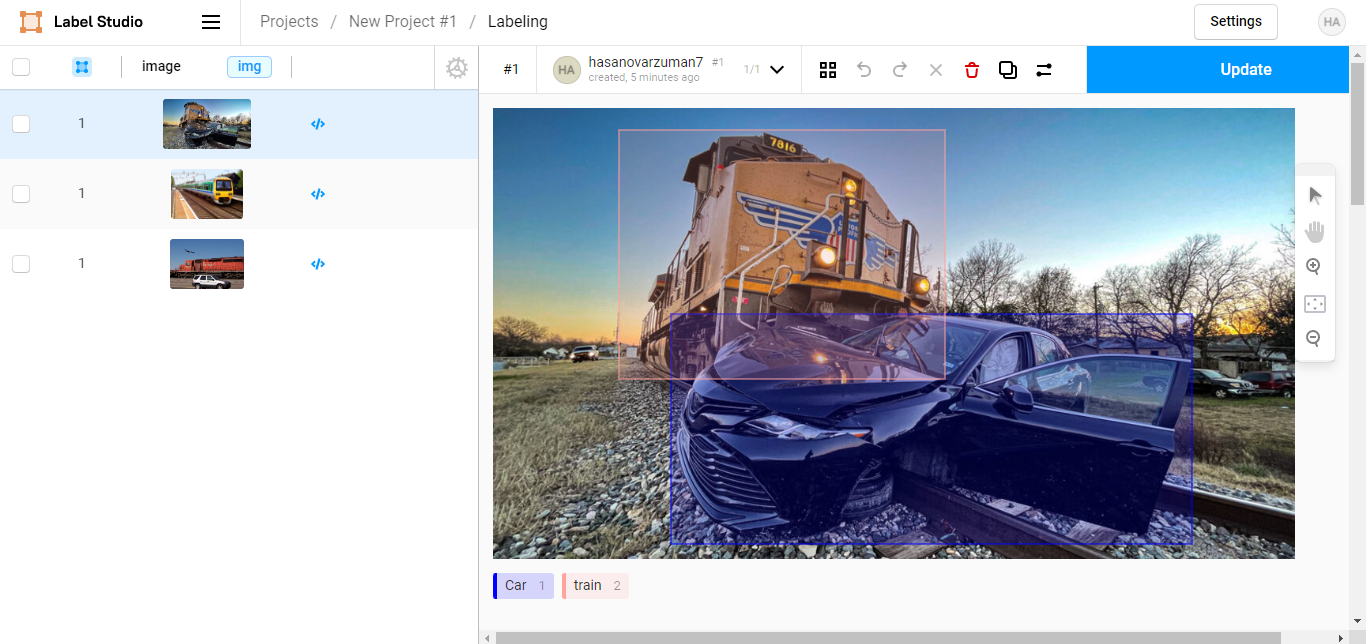 Label Studio
Projects / New Project #1 / Labeling
Settings
HA
image
img
#1
HA
hasanovarzuman7 #1
created, 5 minutes ago
1/1
Update
1
1
1
7816
Car 1
train 2